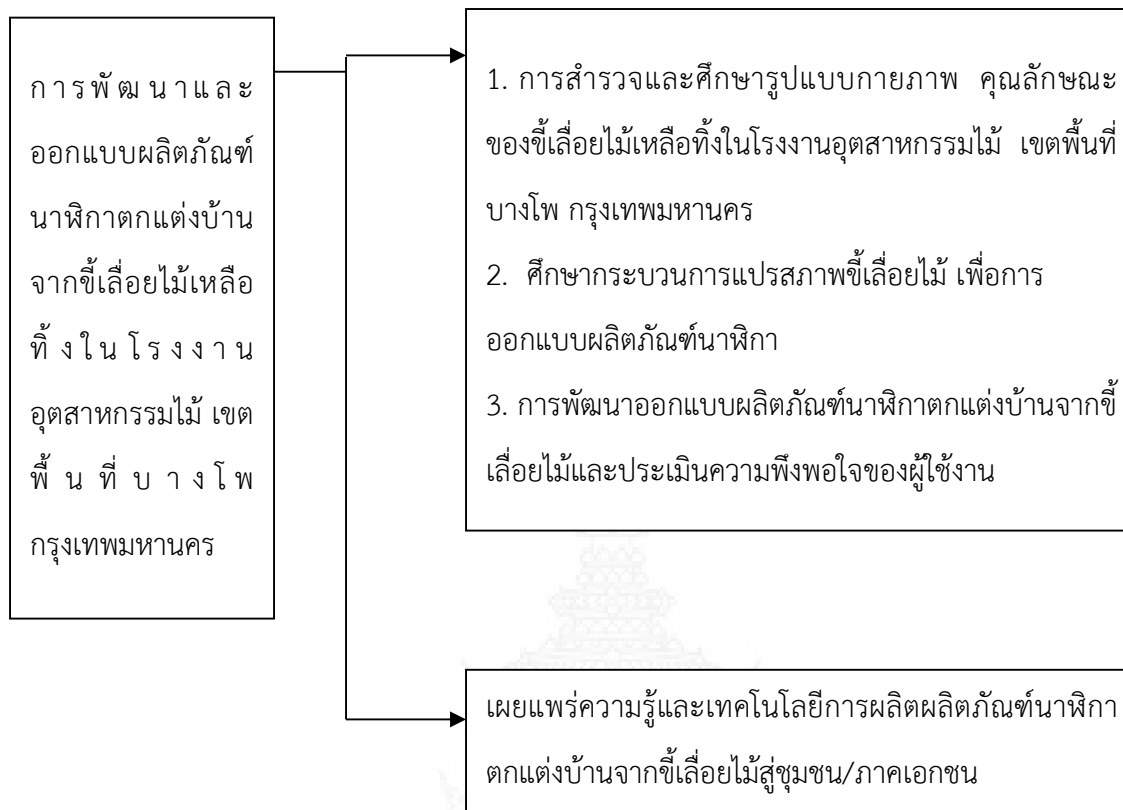 การพัฒนาและ
ออกแบบผลิตภัณฑ์
นาฬิกาตกแต่งบ้าน
จากขี้เลื่อยไม้เหลือ
ทิ้งในโรงงาน
อุตสาหกรรมไม้ เขต
พื้นที่บางโพ
กรุงเทพมหานคร
1. การสำรวจและศึกษารูปแบบกายภาพ คุณลักษณะ
ของขี้เลื่อยไม้เหลือทิ้งในโรงงานอุตสาหกรรมไม้ เขตพื้นที่
บางโพ กรุงเทพมหานคร
2. ศึกษากระบวนการแปรสภาพขี้เลื่อยไม้ เพื่อการ
ออกแบบผลิตภัณฑ์นาฬิกา
3. การพัฒนาออกแบบผลิตภัณฑ์นาฬิกาตกแต่งบ้านจากขี้
เลื่อยไม้และประเมินความพึงพอใจของผู้ใช้งาน
เผยแพร่ความรู้และเทคโนโลยีการผลิตผลิตภัณฑ์นาฬิกา
ตกแต่งบ้านจากขี้เลื่อยไม้สู่ชุมชน/ภาคเอกชน